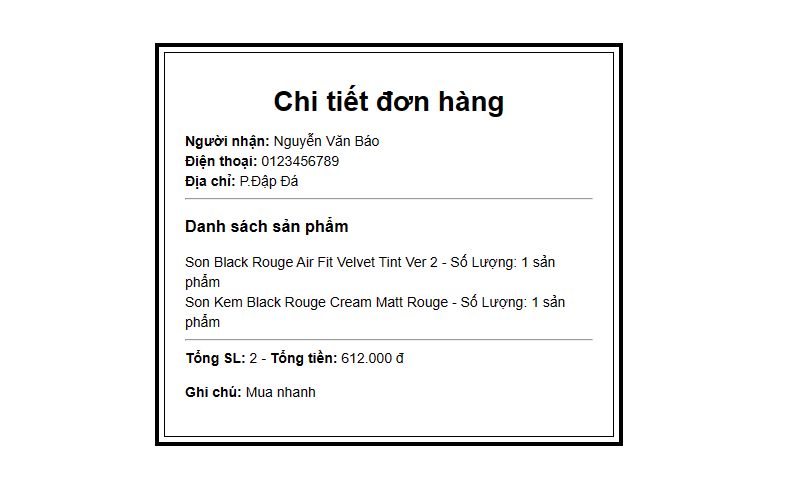 Chi tiết đơn hàng
Người nhận: Nguyễn Văn Báo
Điện thoại: 0123456789
Địa chỉ: P.Đập Đá
Danh sách sản phẩm
Son Black Rouge Air Fit Velvet Tint Ver 2 - Số Lượng: 1 sản
phẩm
Son Kem Black Rouge Cream Matt Rouge - Số Lượng: 1 sản
phẩm
Tổng SL: 2 - Tổng tiền: 612.000 đ
Ghi chú: Mua nhanh